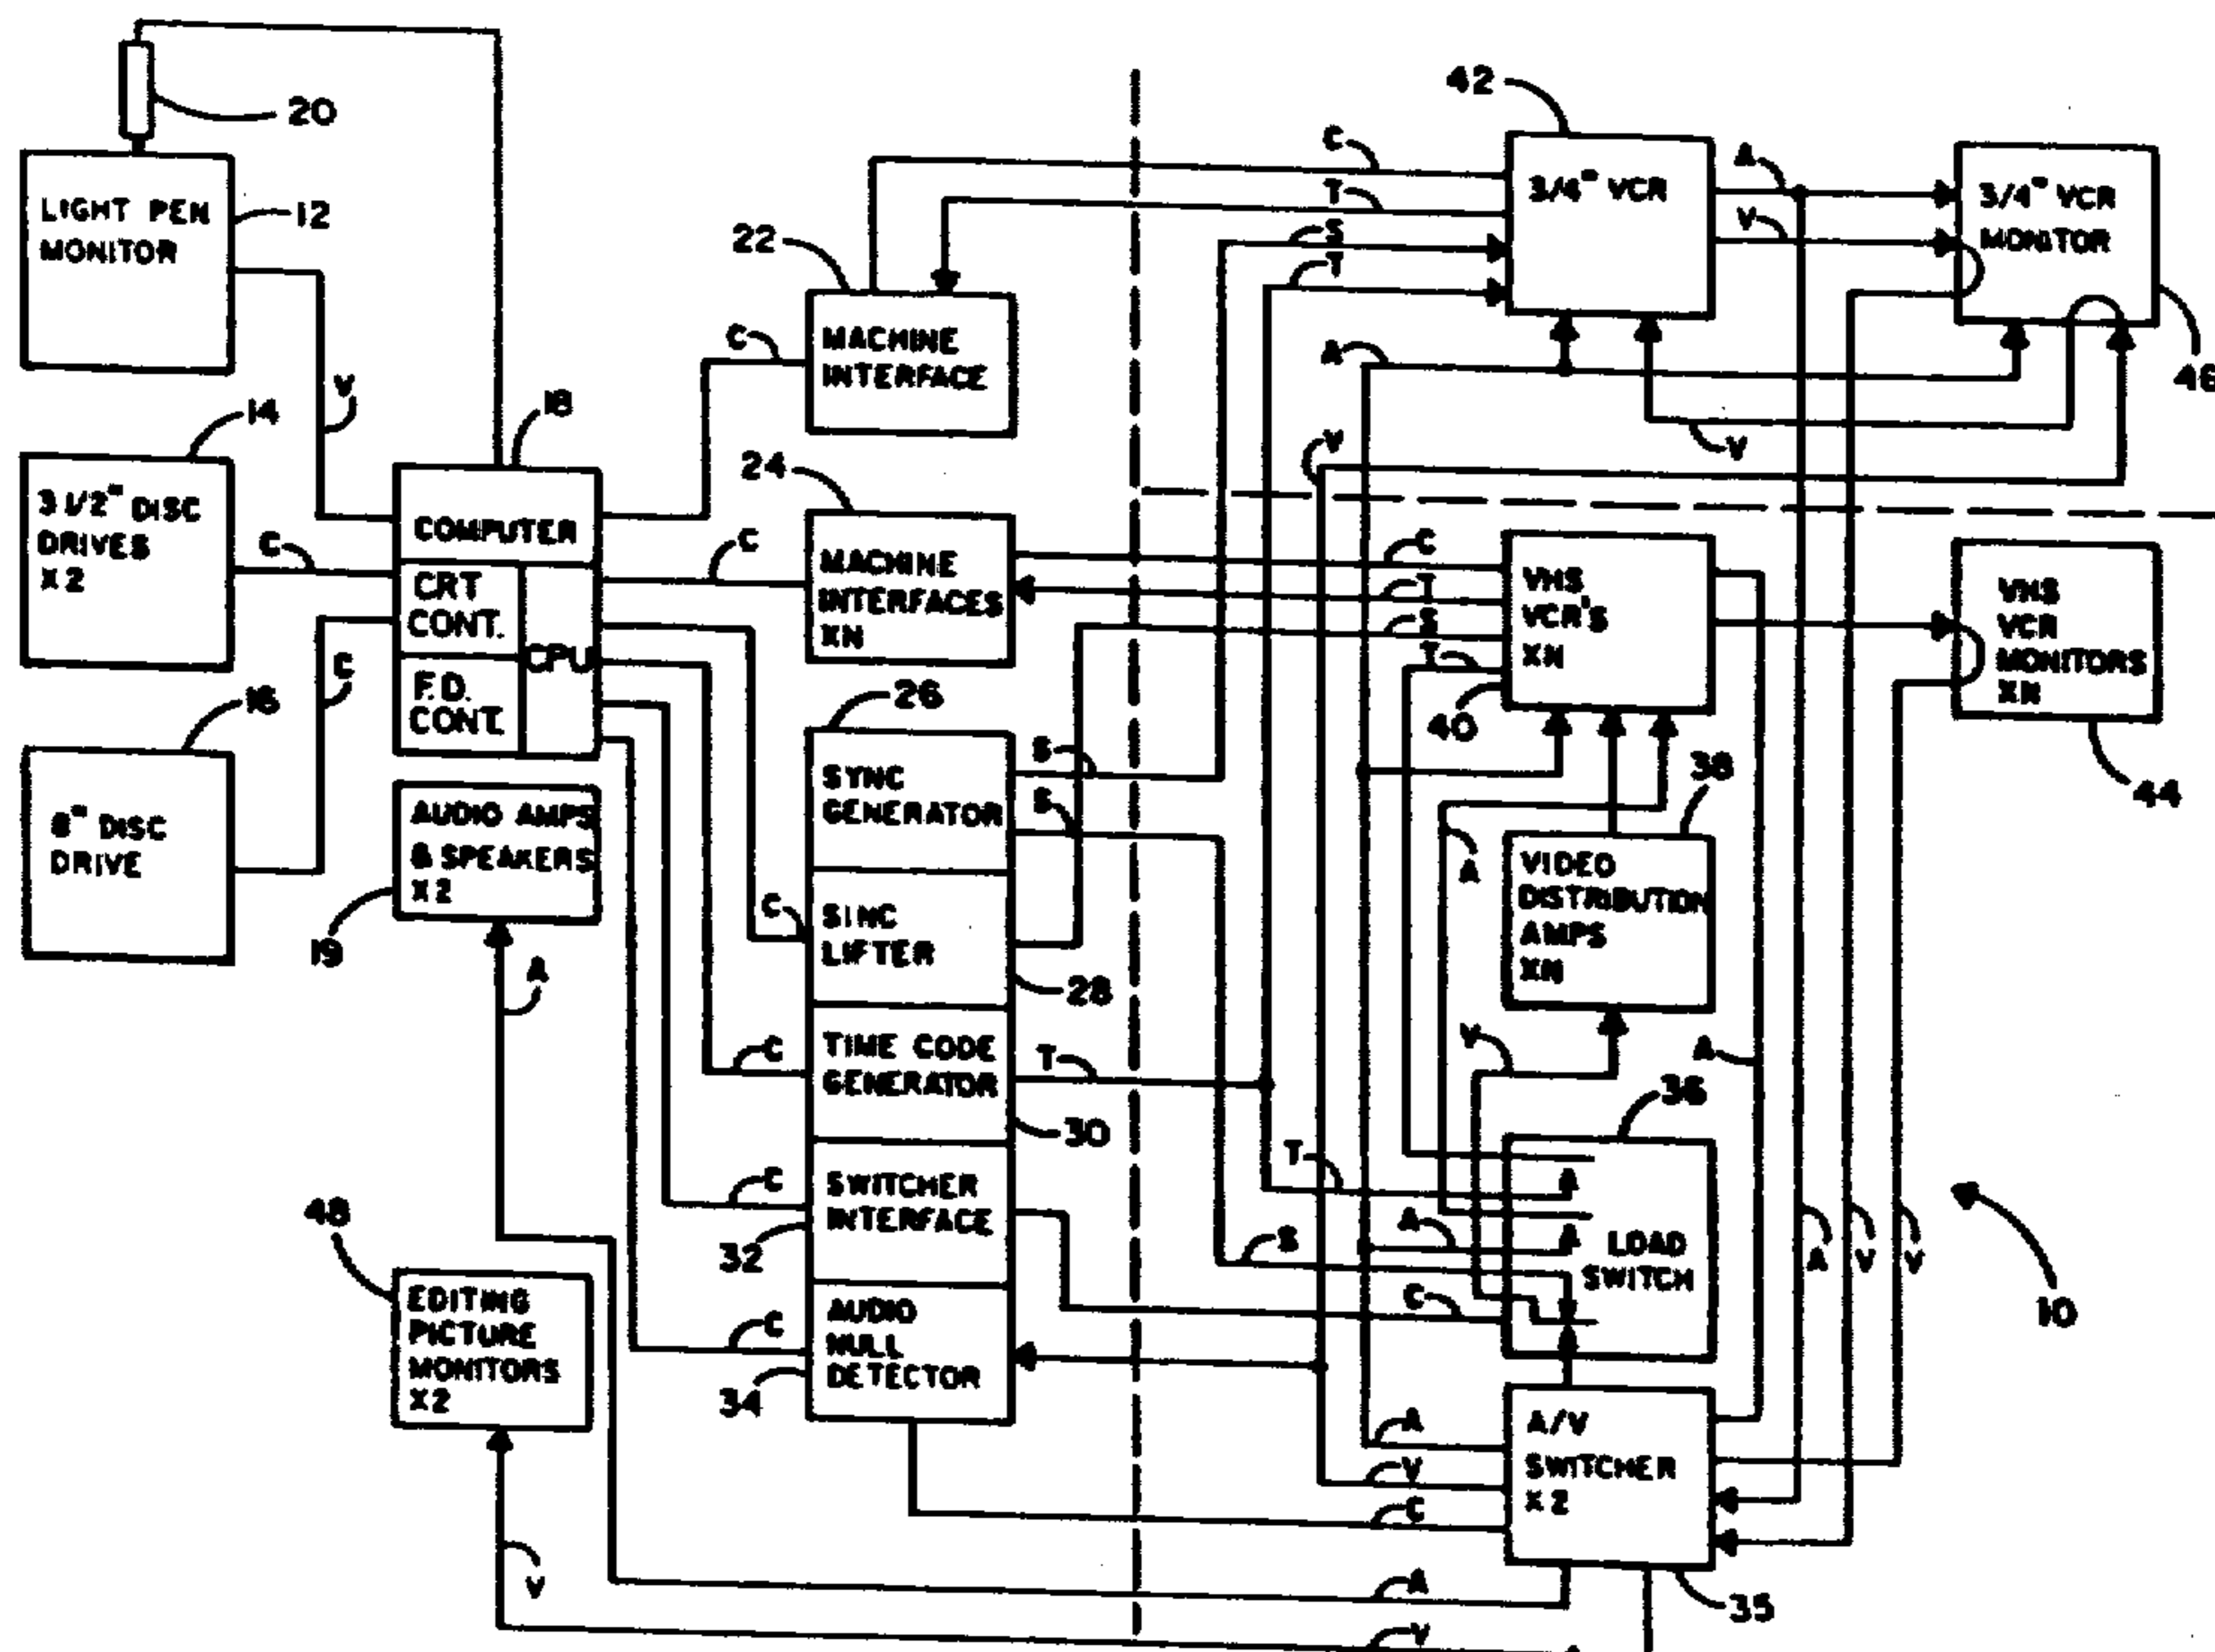 20
42
C
A
3/4" VCR
3/4" VCR
MONITOR
LIGHT PEN
MONITOR
12
T
V
S
22
T
MACHINE
INTERFACE
C
A
46
V
14
18
V
V
24
3 1/2" DISC
DRIVES
X 2
C
COMPUTER
C
MACHINE
INTERFACES
XN
C
T
S
T
VHS
VCR'S
XN
VHS
VCR
MONITORS
XN
CRT
CONT.
CPU
C
F.D.
CONT.
16
26
40
44
8" DISC
DRIVE
AUDIO AMPS
& SPEAKERS
X 2
19
SYNC
GENERATOR
S
S
38
A
VIDEO
DISTRIBUTION
AMPS
XN
C
SINC
LIFTER
28
A
V
A
C
TIME CODE
GENERATOR
T
30
36
T
C
SWITCHER
INTERFACE
32
48
A
A
S
A
LOAD
SWITCH
A
V
V
10
C
EDITING
PICTURE
MONITORS
X 2
C
AUDIO
NULL
DETECTOR
34
A
V
C
A/V
SWITCHER
X 2
V
A
35
V